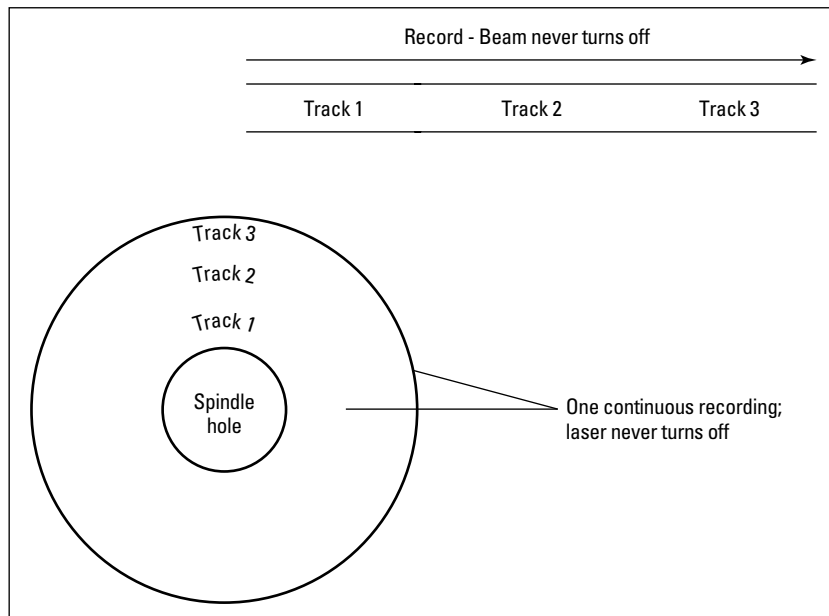 Record - Beam never turns off
Track 1 Track 2 Track 3
Track 3
Track 2
Track 1
Spindle
hole
One continuous recording;
laser never turns off